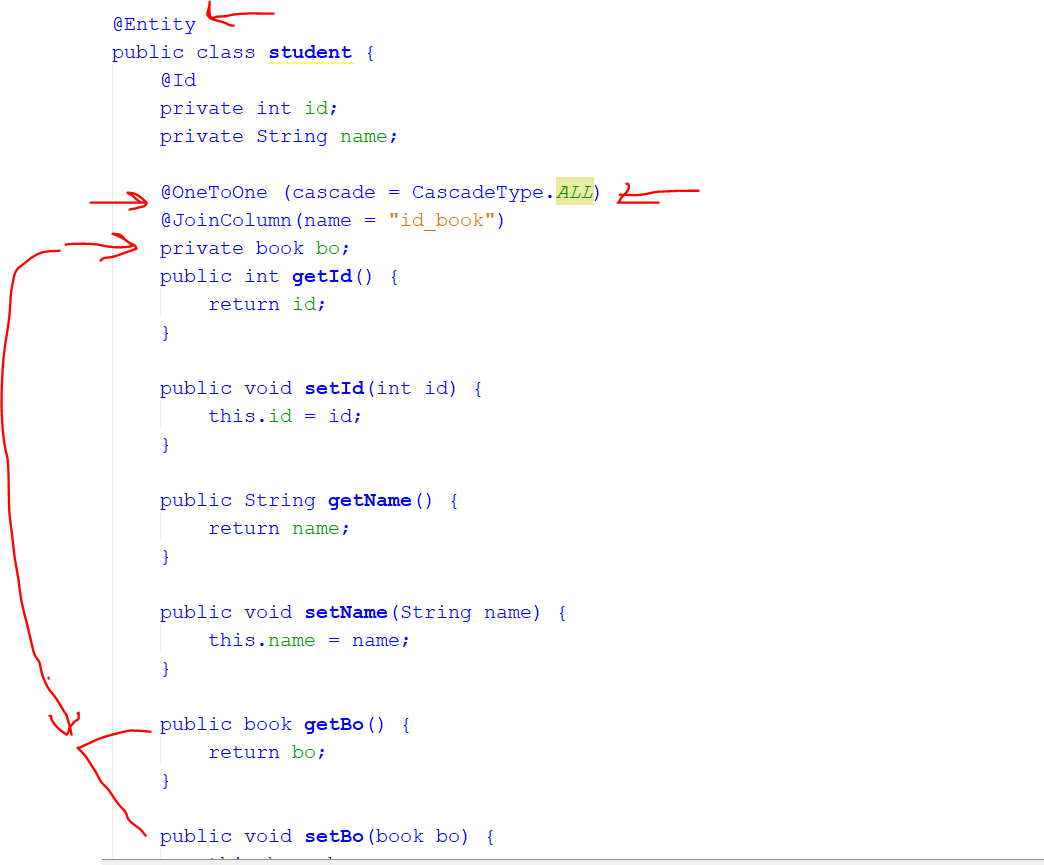 @Entity
public class student {
@Id
private int id;
private String name;
@OneToOne (cascade = CascadeType.ALL)
@JoinColumn(name = "id_book")
private book bo;
public int getId() {
return id;
}
public void setId(int id) {
this.id = id;
}
public String getName() {
return name;
}
public void setName(String name) {
this.name = name;
}
public book getBo() {
return bo;
}
public void setBo(book bo) {